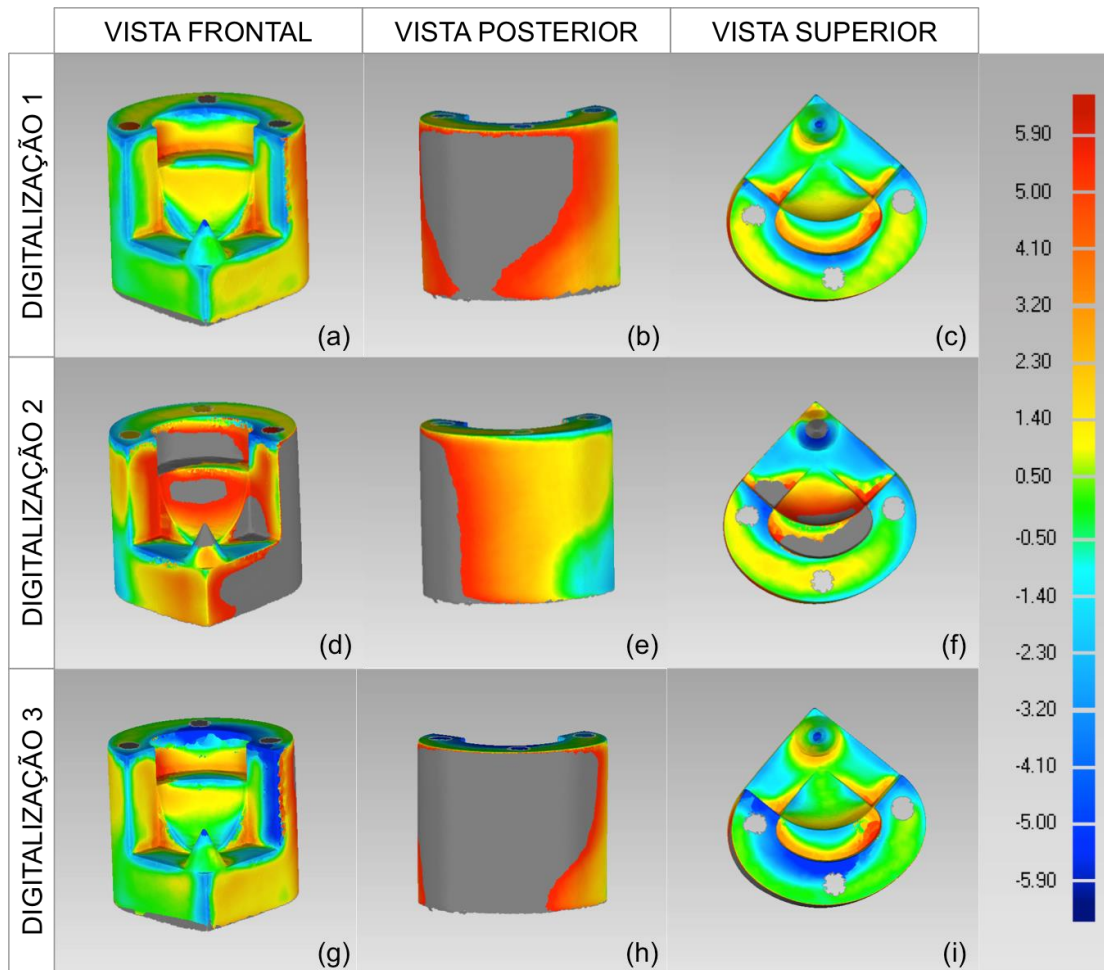 VISTA FRONTAL
VISTA POSTERIOR
VISTA SUPERIOR
DIGITALIZAÇÃO 1
(a)
(b)
(c)
DIGITALIZAÇÃO 2
(d)
(e)
(f)
DIGITALIZAÇÃO 3
(g)
(h)
(i)
5.90
5.00
4.10
3.20
2.30
1.40
0.50
-0.50
-1.40
-2.30
-3.20
-4.10
-5.00
-5.90